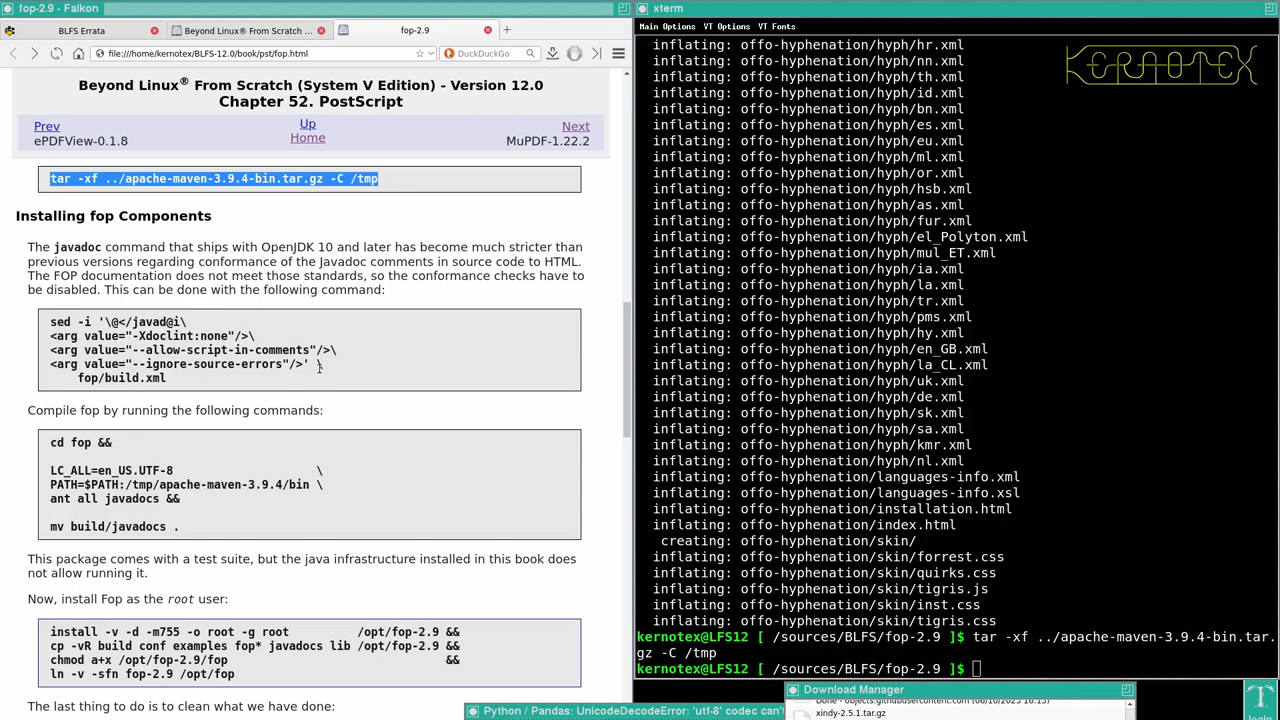 fop-2.9 - Falkon
BLFS Errata
Beyond Linux® From Scratch ...
fop-2.9
file:///home/kernotex/BLFS-12.0/book/pst/fop.html
DuckDuckGo
Beyond Linux® From Scratch (System V Edition) - Version 12.0
Chapter 52. PostScript
Prev
Up
Next
ePDFView-0.1.8
Home
MuPDF-1.22.2
tar -xf ../apache-maven-3.9.4-bin.tar.gz -C /tmp
Installing fop Components
The javadoc command that ships with OpenJDK 10 and later has become much stricter than
previous versions regarding conformance of the Javadoc comments in source code to HTML.
The FOP documentation does not meet those standards, so the conformance checks have to
be disabled. This can be done with the following command:
sed -i '\@</javad@i\
<arg value="-Xdoclint:none"/>\
<arg value="--allow-script-in-comments"/>\
<arg value="--ignore-source-errors"/>' \
fop/build.xml
Compile fop by running the following commands:
cd fop &&
LC_ALL=en_US.UTF-8 \
PATH=$PATH:/tmp/apache-maven-3.9.4/bin \
ant all javadocs &&
mv build/javadocs .
This package comes with a test suite, but the java infrastructure installed in this book does
not allow running it.
Now, install Fop as the root user:
install -v -d -m755 -o root -g root /opt/fop-2.9 &&
cp -vR build conf examples fop* javadocs lib /opt/fop-2.9 &&
chmod a+x /opt/fop-2.9/fop &&
ln -v -sfn fop-2.9 /opt/fop
The last thing to do is to clean what we have done:
xterm
Main Options VT Options VT Fonts
KERNOTEX
inflating: offo-hyphenation/hyph/hr.xml
inflating: offo-hyphenation/hyph/nn.xml
inflating: offo-hyphenation/hyph/th.xml
inflating: offo-hyphenation/hyph/id.xml
inflating: offo-hyphenation/hyph/bn.xml
inflating: offo-hyphenation/hyph/es.xml
inflating: offo-hyphenation/hyph/eu.xml
inflating: offo-hyphenation/hyph/ml.xml
inflating: offo-hyphenation/hyph/or.xml
inflating: offo-hyphenation/hyph/hsb.xml
inflating: offo-hyphenation/hyph/as.xml
inflating: offo-hyphenation/hyph/fur.xml
inflating: offo-hyphenation/hyph/el_Polyton.xml
inflating: offo-hyphenation/hyph/mul_ET.xml
inflating: offo-hyphenation/hyph/ia.xml
inflating: offo-hyphenation/hyph/la.xml
inflating: offo-hyphenation/hyph/tr.xml
inflating: offo-hyphenation/hyph/pms.xml
inflating: offo-hyphenation/hyph/hy.xml
inflating: offo-hyphenation/hyph/en_GB.xml
inflating: offo-hyphenation/hyph/la_CL.xml
inflating: offo-hyphenation/hyph/uk.xml
inflating: offo-hyphenation/hyph/de.xml
inflating: offo-hyphenation/hyph/sk.xml
inflating: offo-hyphenation/hyph/sa.xml
inflating: offo-hyphenation/hyph/kmr.xml
inflating: offo-hyphenation/hyph/nl.xml
inflating: offo-hyphenation/languages-info.xml
inflating: offo-hyphenation/languages-info.xsl
inflating: offo-hyphenation/installation.html
inflating: offo-hyphenation/index.html
creating: offo-hyphenation/skin/
inflating: offo-hyphenation/skin/forrest.css
inflating: offo-hyphenation/skin/quirks.css
inflating: offo-hyphenation/skin/tigris.js
inflating: offo-hyphenation/skin/inst.css
inflating: offo-hyphenation/skin/tigris.css
kernotex@LFS12 [ /sources/BLFS/fop-2.9 ]$ tar -xf ../apache-maven-3.9.4-bin.tar.
gz -C /tmp
kernotex@LFS12 [ /sources/BLFS/fop-2.9 ]$
Download Manager
xindy-2.5.1.tar.gz
Python / Pandas: UnicodeDecodeError: 'utf-8' codec can't